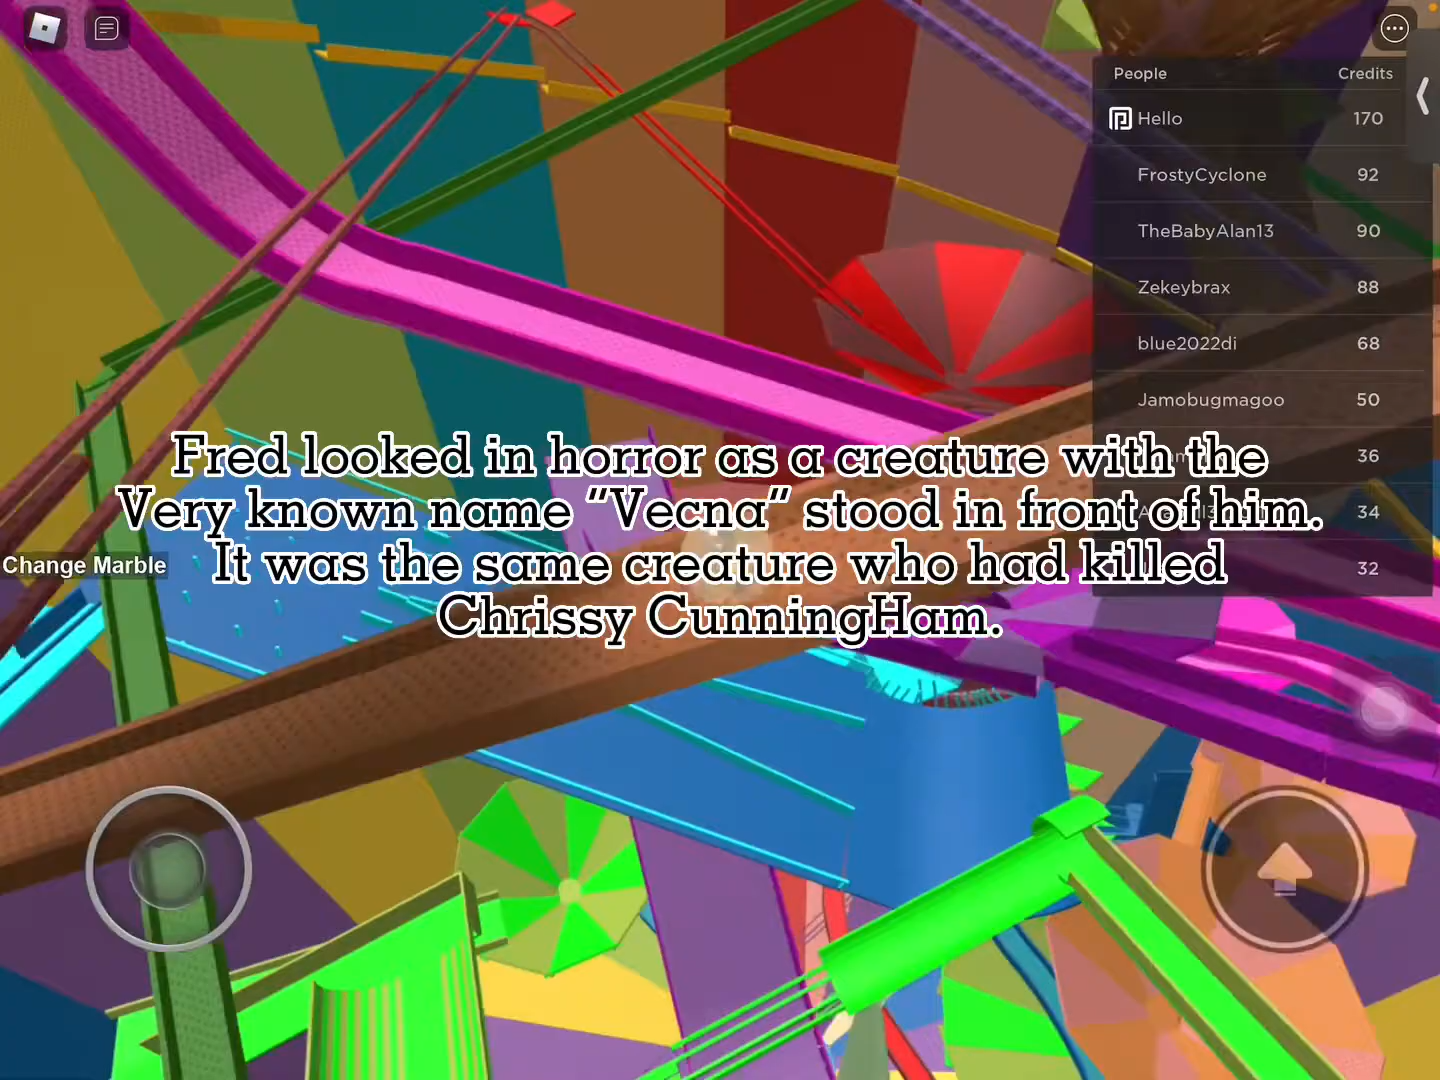 People Credits
Hello 170
FrostyCyclone 92
TheBabyAlan13 90
Zekeybrax 88
blue2022di 68
Jamobugmagoo 50
36
34
32
Fred looked in horror as a creature with the
Very known name "Vecna" stood in front of him.
It was the same creature who had killed
Chrissy CunningHam.
Change Marble